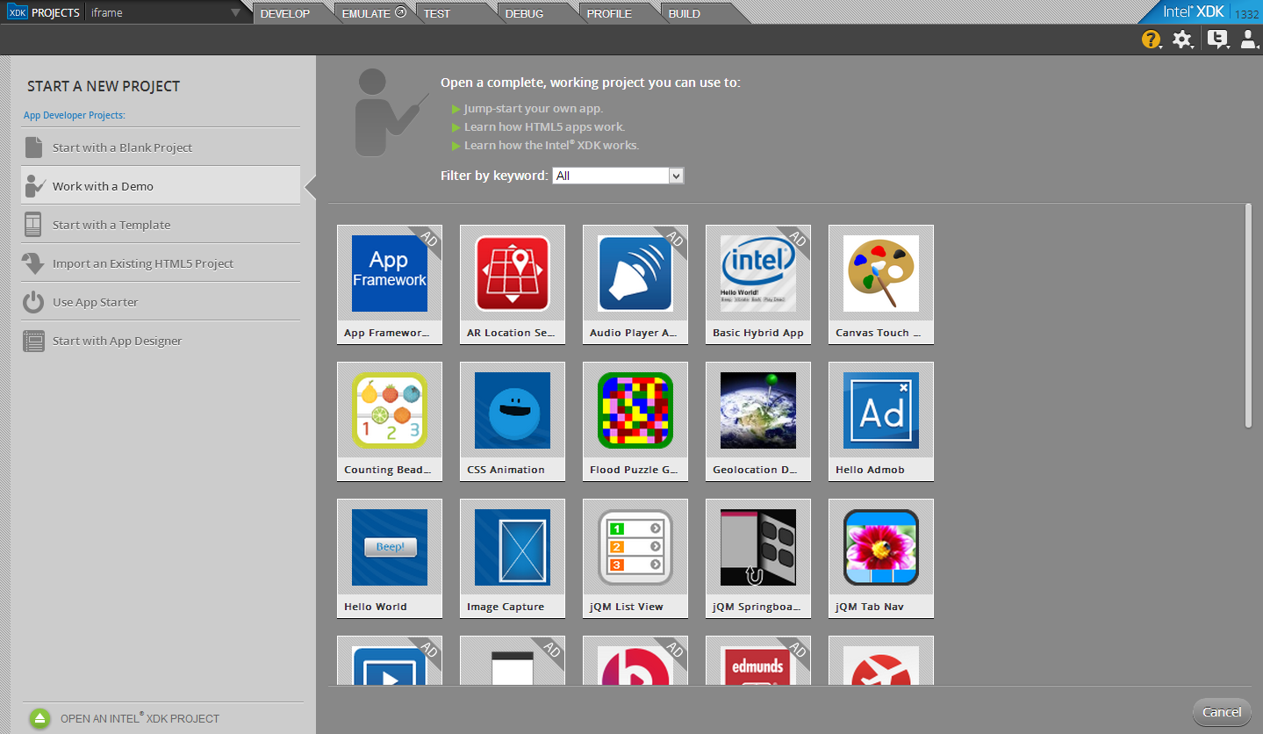 XDK PROJECTS iframe DEVELOP EMULATE TEST DEBUG PROFILE BUILD Intel® XDK 1332
START A NEW PROJECT
App Developer Projects:
Start with a Blank Project
Work with a Demo
Start with a Template
Import an Existing HTML5 Project
Use App Starter
Start with App Designer
OPEN AN INTEL® XDK PROJECT
Open a complete, working project you can use to:
Jump-start your own app.
Learn how HTML5 apps work.
Learn how the Intel® XDK works.
Filter by keyword: All
AD AD AD
App
Framework
intel
Hello World!
App Framewor... AR Location Se... Audio Player A... Basic Hybrid App Canvas Touch ...
1 2 3
Ad x
Counting Bead... CSS Animation Flood Puzzle G... Geolocation D... Hello Admob
Beep!
1
2
3
Hello World Image Capture jQM List View jQM Springboa... jQM Tab Nav
AD AD AD AD
edmunds
Cancel